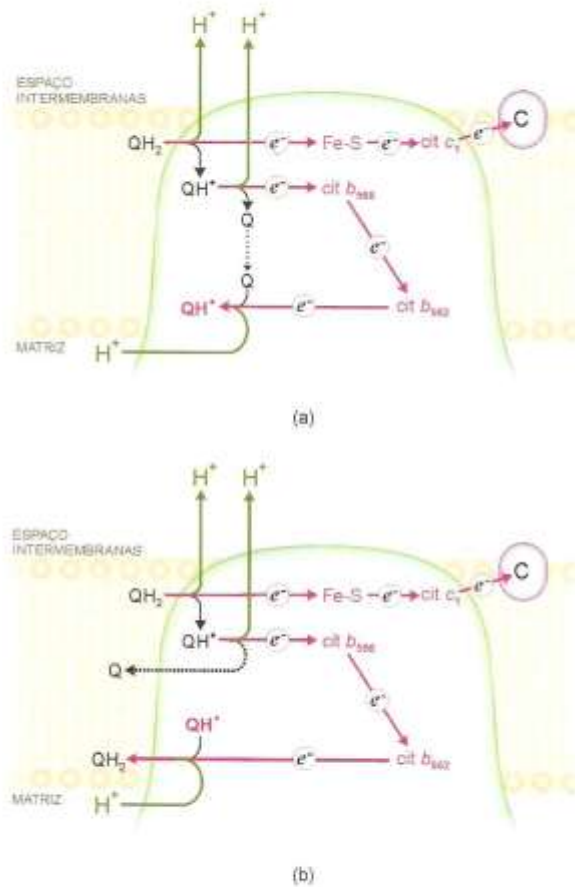 H⁺ H⁺
ESPAÇO
INTERMEMBRANAS
C
QH₂ e⁻ Fe-S e⁻ cit c₁ e⁻
QH⁺ e⁻ cit b₅₆₆
Q
e⁻
Q
QH⁺ e⁻ cit b₅₆₂
MATRIZ H⁺
(a)
H⁺ H⁺
ESPAÇO
INTERMEMBRANAS
C
QH₂ e⁻ Fe-S e⁻ cit c₁ e⁻
QH⁺ e⁻ cit b₅₆₆
Q
e⁻
QH⁺
QH₂ e⁻ cit b₅₆₂
MATRIZ H⁺
(b)